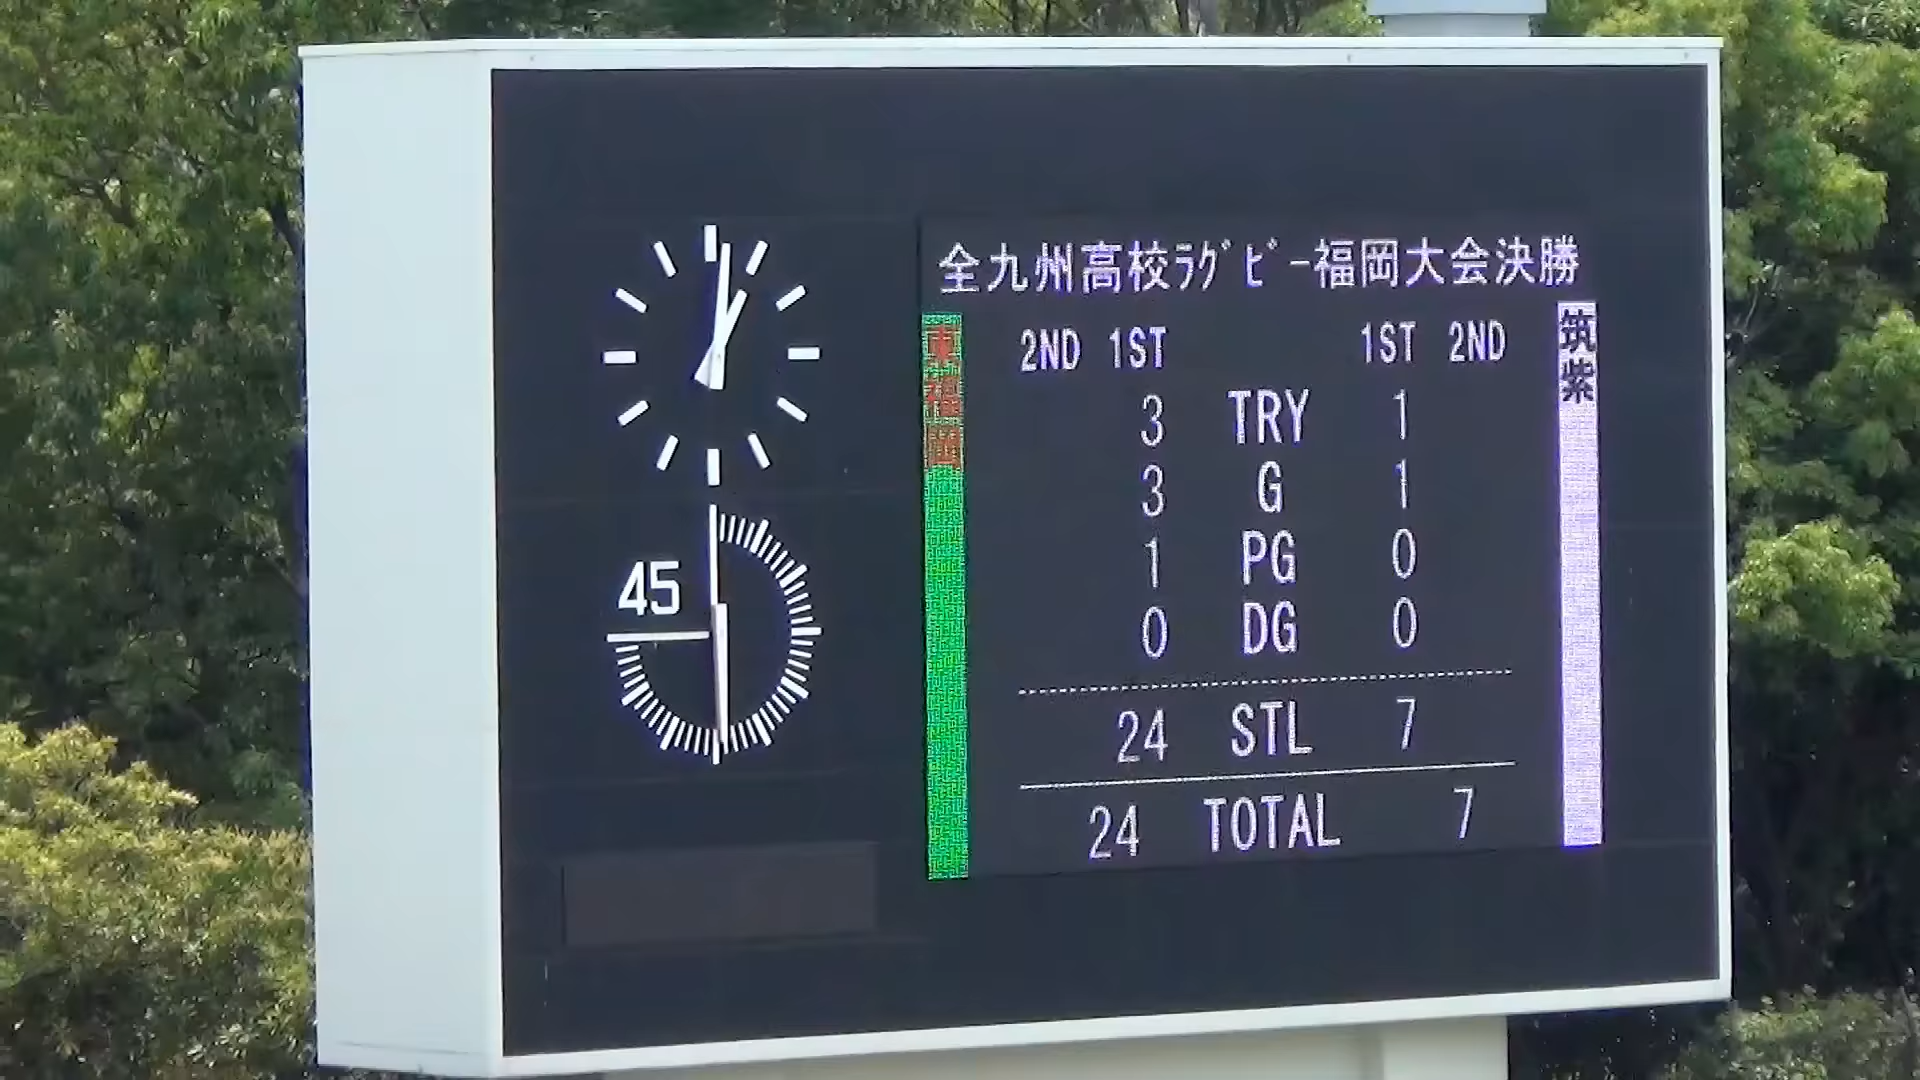 全九州高校ﾗｸﾞﾋﾞｰ福岡大会決勝
東福岡
筑紫
2ND 1ST 1ST 2ND
3 TRY 1
3 G 1
1 PG 0
0 DG 0
24 STL 7
24 TOTAL 7
45